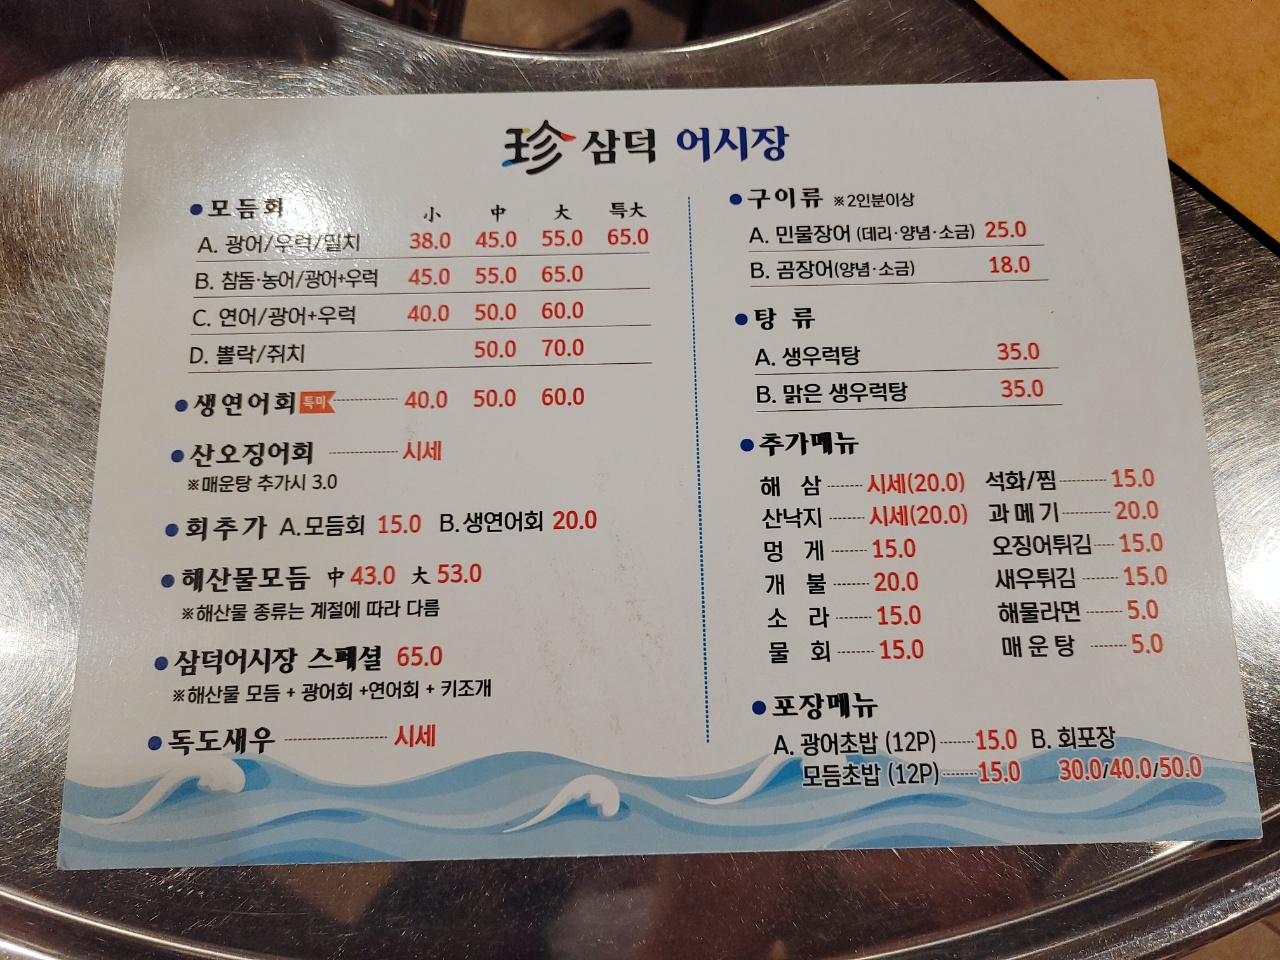 珍 삼덕 어시장
● 모듬회 小 中 大 특大
A. 광어/우럭/밀치 38.0 45.0 55.0 65.0
B. 참돔·농어/광어+우럭 45.0 55.0 65.0
C. 연어/광어+우럭 40.0 50.0 60.0
D. 뽈락/쥐치 50.0 70.0
● 생연어회 특미 40.0 50.0 60.0
● 산오징어회 시세
※매운탕 추가시 3.0
● 회추가 A.모듬회 15.0 B.생연어회 20.0
● 해산물모듬 中 43.0 大 53.0
※해산물 종류는 계절에 따라 다름
● 삼덕어시장 스페셜 65.0
※해산물 모듬 + 광어회 +연어회 + 키조개
● 독도새우 시세
● 구이류 ※2인분이상
A. 민물장어 (데리·양념·소금) 25.0
B. 곰장어(양념·소금) 18.0
● 탕 류
A. 생우럭탕 35.0
B. 맑은 생우럭탕 35.0
● 추가메뉴
해 삼 시세(20.0) 석화/찜 15.0
산낙지 시세(20.0) 과메기 20.0
멍 게 15.0 오징어튀김 15.0
개 불 20.0 새우튀김 15.0
소 라 15.0 해물라면 5.0
물 회 15.0 매운탕 5.0
● 포장메뉴
A. 광어초밥 (12P) 15.0 B. 회포장
모듬초밥 (12P) 15.0 30.0/40.0/50.0